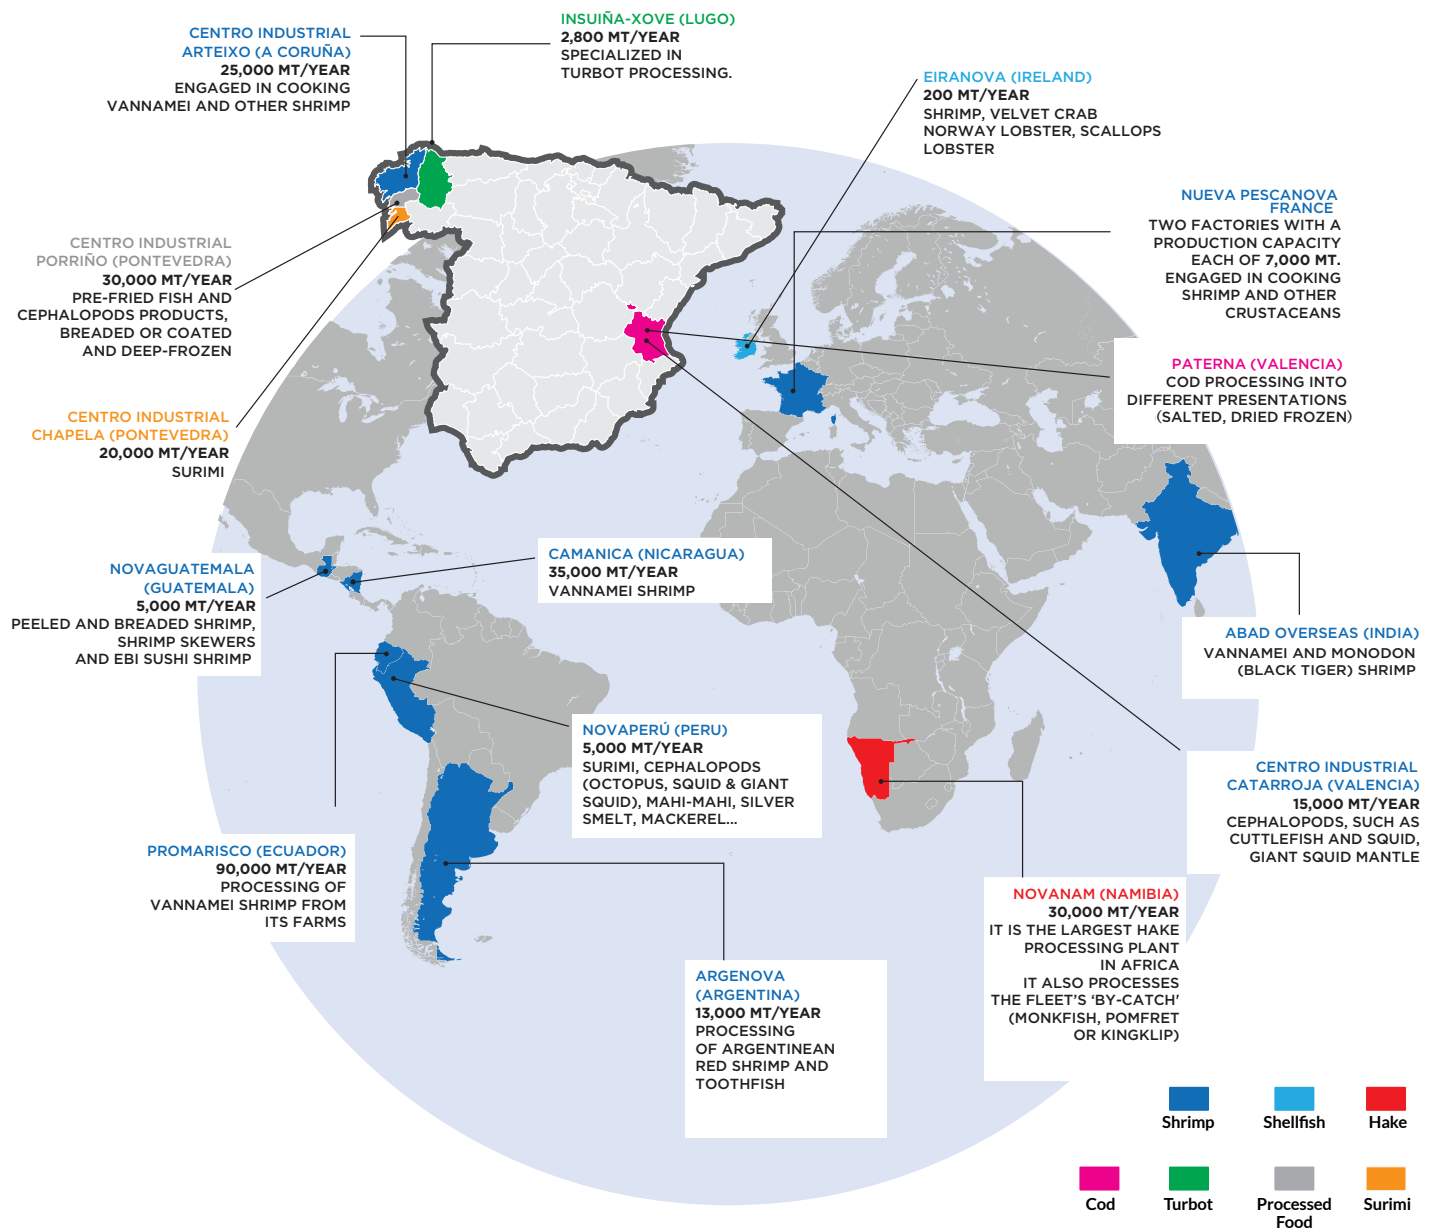 CENTRO INDUSTRIAL
ARTEIXO (A CORUÑA)
25,000 MT/YEAR
ENGAGED IN COOKING
VANNAMEI AND OTHER SHRIMP
INSUIÑA-XOVE (LUGO)
2,800 MT/YEAR
SPECIALIZED IN
TURBOT PROCESSING.
EIRANOVA (IRELAND)
200 MT/YEAR
SHRIMP, VELVET CRAB
NORWAY LOBSTER, SCALLOPS
LOBSTER
NUEVA PESCANOVA
FRANCE
TWO FACTORIES WITH A
PRODUCTION CAPACITY
EACH OF 7,000 MT.
ENGAGED IN COOKING
SHRIMP AND OTHER
CRUSTACEANS
CENTRO INDUSTRIAL
PORRIÑO (PONTEVEDRA)
30,000 MT/YEAR
PRE-FRIED FISH AND
CEPHALOPODS PRODUCTS,
BREADED OR COATED
AND DEEP-FROZEN
PATERNA (VALENCIA)
COD PROCESSING INTO
DIFFERENT PRESENTATIONS
(SALTED, DRIED FROZEN)
CENTRO INDUSTRIAL
CHAPELA (PONTEVEDRA)
20,000 MT/YEAR
SURIMI
NOVAGUATEMALA
(GUATEMALA)
5,000 MT/YEAR
PEELED AND BREADED SHRIMP,
SHRIMP SKEWERS
AND EBI SUSHI SHRIMP
CAMANICA (NICARAGUA)
35,000 MT/YEAR
VANNAMEI SHRIMP
ABAD OVERSEAS (INDIA)
VANNAMEI AND MONODON
(BLACK TIGER) SHRIMP
NOVAPERÚ (PERU)
5,000 MT/YEAR
SURIMI, CEPHALOPODS
(OCTOPUS, SQUID & GIANT
SQUID), MAHI-MAHI, SILVER
SMELT, MACKEREL...
CENTRO INDUSTRIAL
CATARROJA (VALENCIA)
15,000 MT/YEAR
CEPHALOPODS, SUCH AS
CUTTLEFISH AND SQUID,
GIANT SQUID MANTLE
PROMARISCO (ECUADOR)
90,000 MT/YEAR
PROCESSING OF
VANNAMEI SHRIMP FROM
ITS FARMS
NOVANAM (NAMIBIA)
30,000 MT/YEAR
IT IS THE LARGEST HAKE
PROCESSING PLANT
IN AFRICA
IT ALSO PROCESSES
THE FLEET'S ‘BY-CATCH'
(MONKFISH, POMFRET
OR KINGKLIP)
ARGENOVA
(ARGENTINA)
13,000 MT/YEAR
PROCESSING
OF ARGENTINEAN
RED SHRIMP AND
TOOTHFISH
Shrimp
Shellfish
Hake
Cod
Turbot
Processed
Food
Surimi